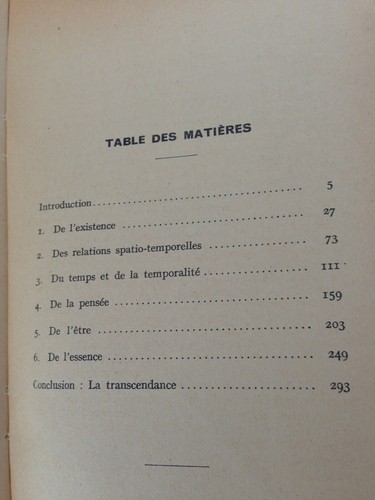 TABLE DES MATIÈRES
Introduction.................................... 5
1. De l'existence ................................ 27
2. Des relations spatio-temporelles ................ 73
3. Du temps et de la temporalité .................. 111
4. De la pensée ................................ 159
5. De l'être .................................... 203
6. De l'essence ................................ 249
Conclusion : La transcendance ...................... 293